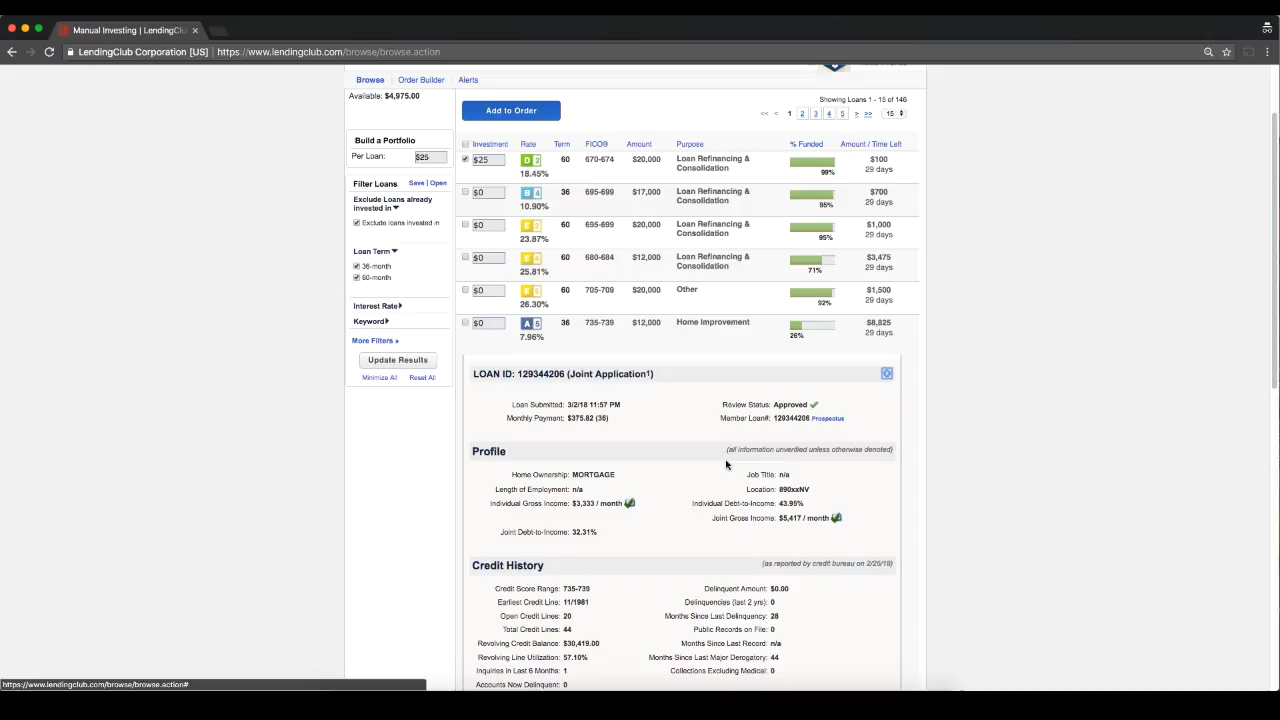 Manual Investing | LendingC
LendingClub Corporation [US] https://www.lendingclub.com/browse/browse.action
Browse Order Builder Alerts
Available: $4,975.00
Showing Loans 1 - 15 of 146
Add to Order
<< < 1 2 3 4 5 > >> 15
Build a Portfolio
Per Loan: $25
Investment Rate Term FICO® Amount Purpose % Funded Amount / Time Left
$25 D 2 18.45% 60 670-674 $20,000 Loan Refinancing & Consolidation 99% $100 29 days
Filter Loans Save | Open
Exclude Loans already
invested in
Exclude loans invested in
$0 B 4 10.90% 36 695-699 $17,000 Loan Refinancing & Consolidation 95% $700 29 days
$0 E 23.87% 60 695-699 $20,000 Loan Refinancing & Consolidation 95% $1,000 29 days
Loan Term
36-month
60-month
$0 E 25.81% 60 680-684 $12,000 Loan Refinancing & Consolidation 71% $3,475 29 days
$0 E 26.30% 60 705-709 $20,000 Other 92% $1,500 29 days
Interest Rate
Keyword
$0 A 5 7.96% 36 735-739 $12,000 Home Improvement 26% $8,825 29 days
More Filters »
Update Results
Minimize All Reset All
LOAN ID: 129344206 (Joint Application¹)
Loan Submitted: 3/2/18 11:57 PM Review Status: Approved
Monthly Payment: $375.82 (36) Member Loan#: 129344206 Prospectus
Profile (all information unverified unless otherwise denoted)
Home Ownership: MORTGAGE Job Title: n/a
Length of Employment: n/a Location: 890xxNV
Individual Gross Income: $3,333 / month Individual Debt-to-Income: 43.95%
Joint Gross Income: $5,417 / month
Joint Debt-to-Income: 32.31%
Credit History (as reported by credit bureau on 2/25/18)
Credit Score Range: 735-739 Delinquent Amount: $0.00
Earliest Credit Line: 11/1981 Delinquencies (last 2 yrs): 0
Open Credit Lines: 20 Months Since Last Delinquency: 28
Total Credit Lines: 44 Public Records on File: 0
Revolving Credit Balance: $30,419.00 Months Since Last Record: n/a
Revolving Line Utilization: 57.10% Months Since Last Major Derogatory: 44
Inquiries in Last 6 Months: 1 Collections Excluding Medical: 0
Accounts Now Delinquent: 0
https://www.lendingclub.com/browse/browse.action#